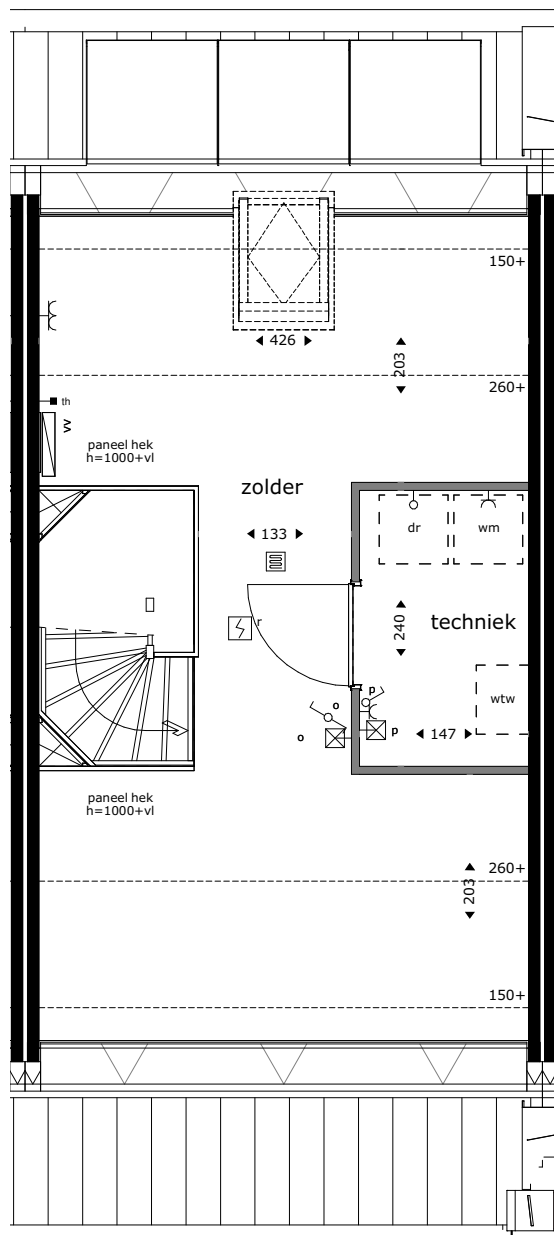 150+
426
203
260+
th
vv
paneel hek
h=1000+vl
zolder
dr
wm
133
r
240
techniek
wtw
p
o
o
p
147
paneel hek
h=1000+vl
260+
203
150+